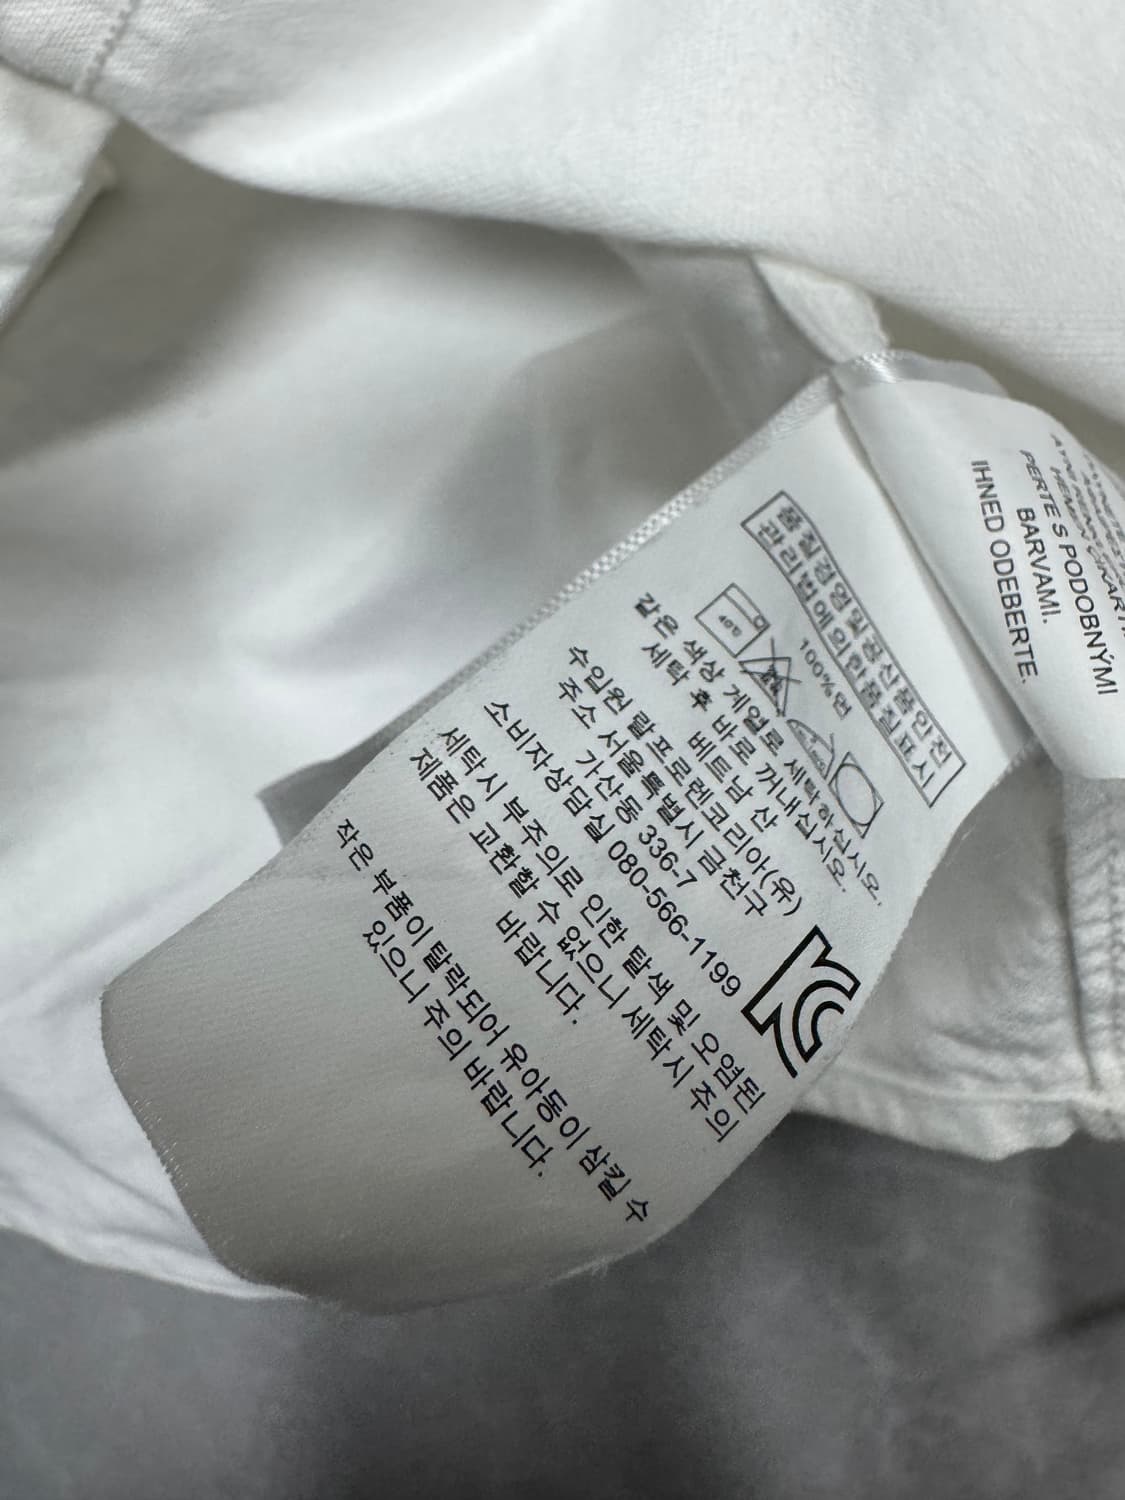 품질경영및공산품안전
관리법에의한품질표시
100%면
40℃
같은 색상 계열로 세탁하십시오.
세탁 후 바로 꺼내십시오.
베트남 산
수입원 랄프로렌코리아(유)
주소 서울특별시 금천구
가산동 336-7
소비자상담실 080-566-1199
세탁시 부주의로 인한 탈색 및 오염된
제품은 교환할 수 없으니 세탁시 주의
바랍니다.
작은 부품이 탈락되어 유아동이 삼킬 수
있으니 주의 바랍니다.
PERTE S PODOBNÝMI
BARVAMI.
IHNED ODEBERTE.